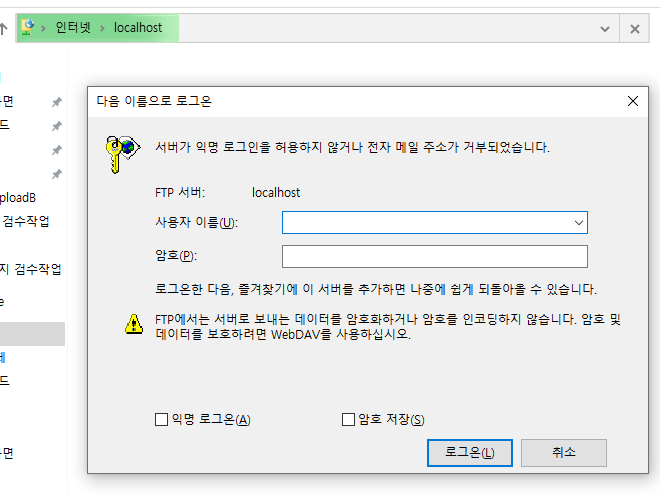 인터넷 > localhost
다음 이름으로 로그온
서버가 익명 로그인을 허용하지 않거나 전자 메일 주소가 거부되었습니다.
FTP 서버: localhost
사용자 이름(U):
암호(P):
로그온한 다음, 즐겨찾기에 이 서버를 추가하면 나중에 쉽게 되돌아올 수 있습니다.
FTP에서는 서버로 보내는 데이터를 암호화하거나 암호를 인코딩하지 않습니다. 암호 및
데이터를 보호하려면 WebDAV를 사용하십시오.
익명 로그온(A) 암호 저장(S)
로그온(L) 취소
면
드
ploadB
검수작업
지 검수작업
e
드
면